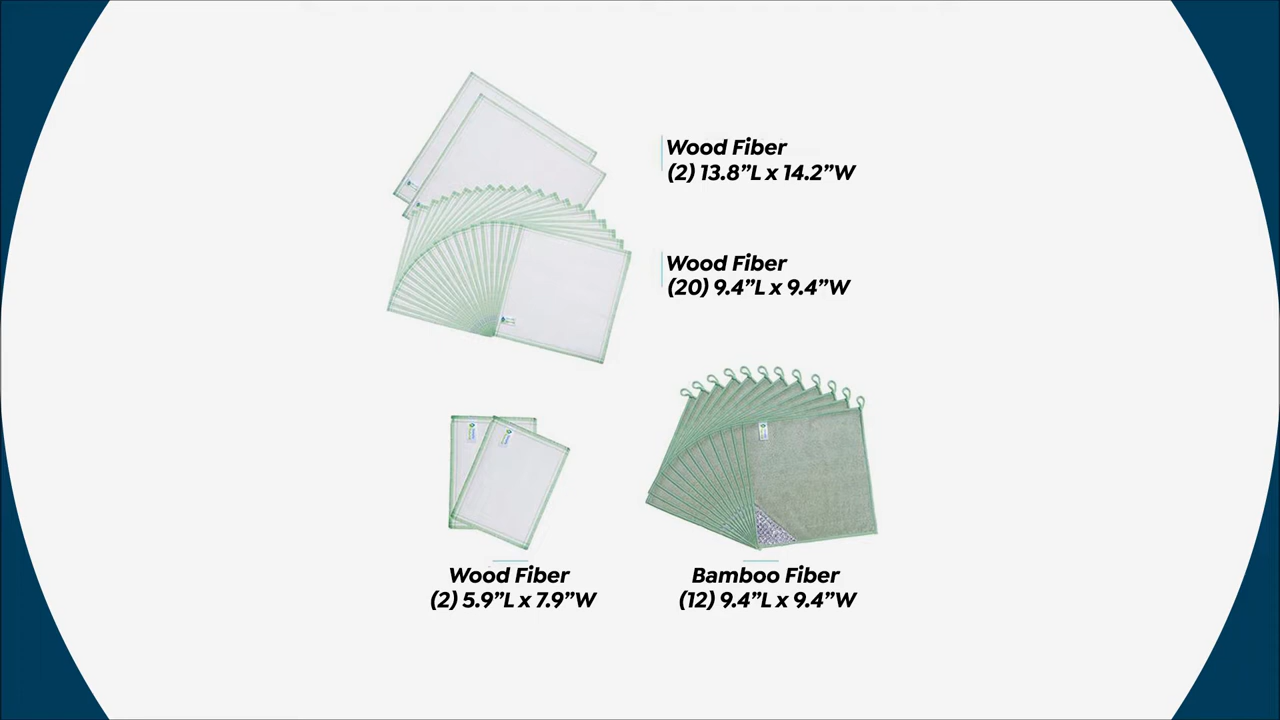 Wood Fiber
(2) 13.8”L x 14.2”W
Wood Fiber
(20) 9.4”L x 9.4”W
Wood Fiber
(2) 5.9”L x 7.9”W
Bamboo Fiber
(12) 9.4”L x 9.4”W